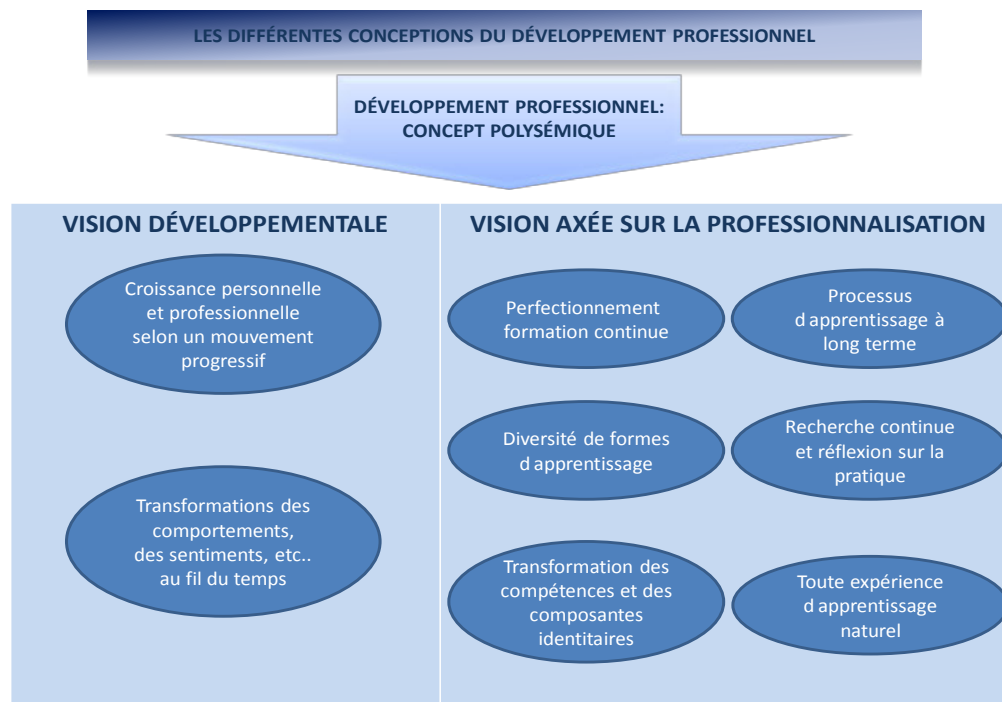 LES DIFFÉRENTES CONCEPTIONS DU DÉVELOPPEMENT PROFESSIONNEL
DÉVELOPPEMENT PROFESSIONNEL:
CONCEPT POLYSÉMIQUE
VISION DÉVELOPPEMENTALE
Croissance personnelle
et professionnelle
selon un mouvement
progressif
Transformations des
comportements,
des sentiments, etc..
au fil du temps
VISION AXÉE SUR LA PROFESSIONNALISATION
Perfectionnement
formation continue
Processus
d apprentissage à
long terme
Diversité de formes
d apprentissage
Recherche continue
et réflexion sur la
pratique
Transformation des
compétences et des
composantes
identitaires
Toute expérience
d apprentissage
naturel